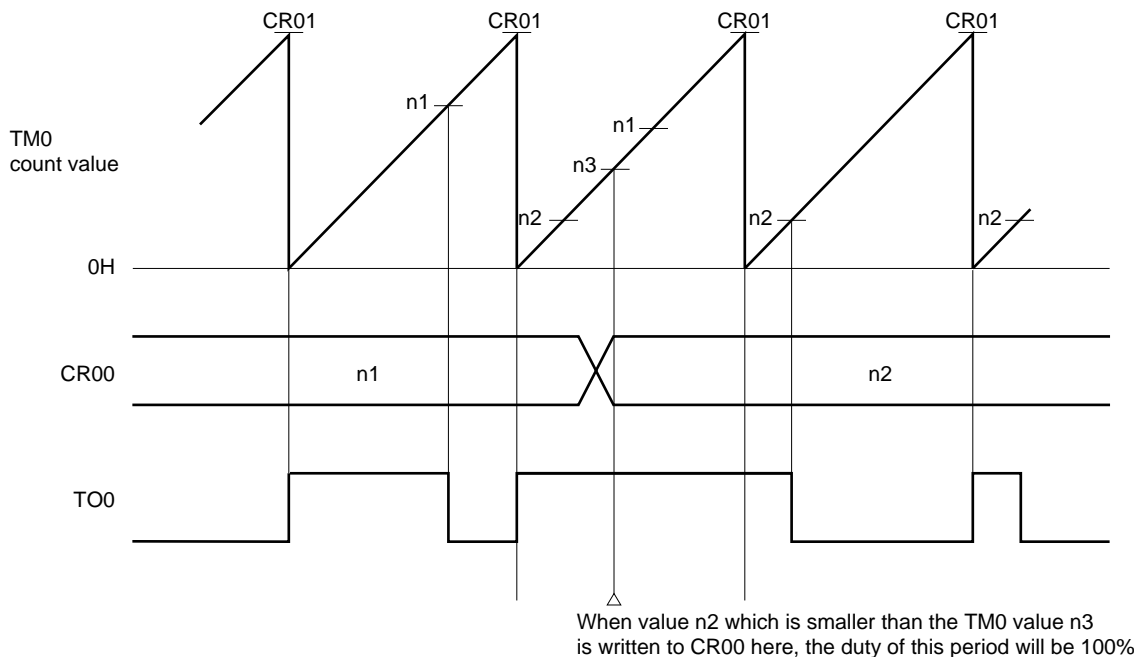 CR01 CR01 CR01 CR01
n1
n1
TM0
count value
n3
n2 n2 n2
0H
CR00 n1 n2
TO0
When value n2 which is smaller than the TM0 value n3
is written to CR00 here, the duty of this period will be 100%